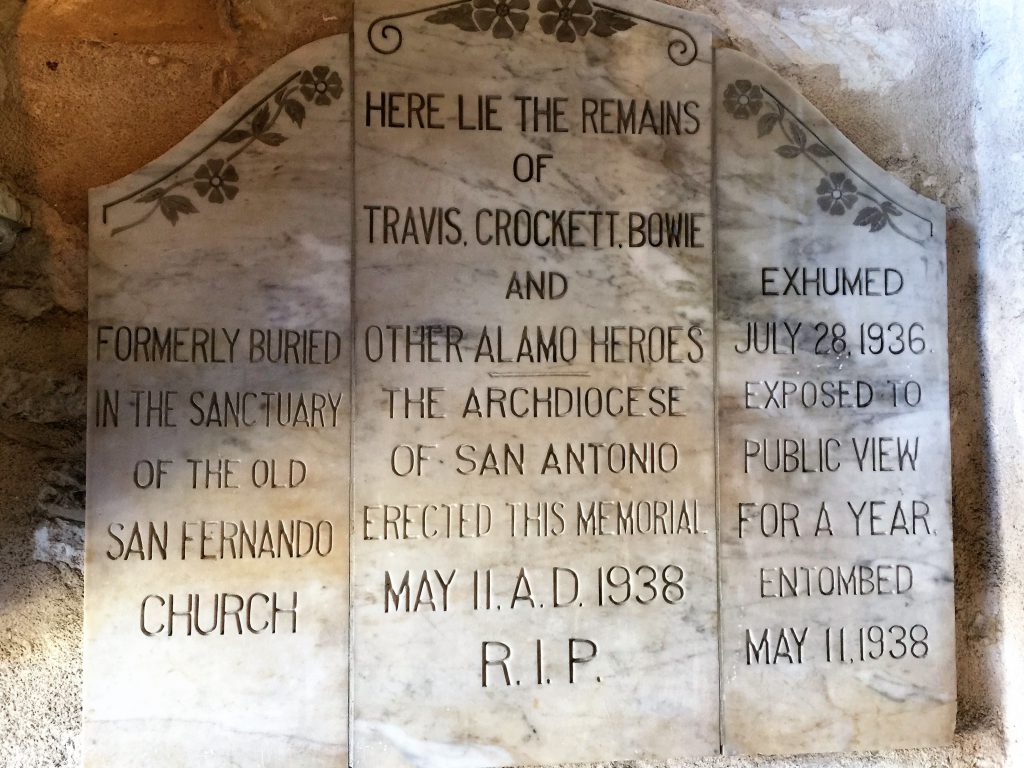 HERE LIE THE REMAINS
OF
TRAVIS, CROCKETT, BOWIE
AND
OTHER ALAMO HEROES
THE ARCHDIOCESE
OF SAN ANTONIO
ERECTED THIS MEMORIAL
MAY 11. A.D. 1938
R.I.P.
FORMERLY BURIED
IN THE SANCTUARY
OF THE OLD
SAN FERNANDO
CHURCH
EXHUMED
JULY 28, 1936.
EXPOSED TO
PUBLIC VIEW
FOR A YEAR.
ENTOMBED
MAY 11, 1938